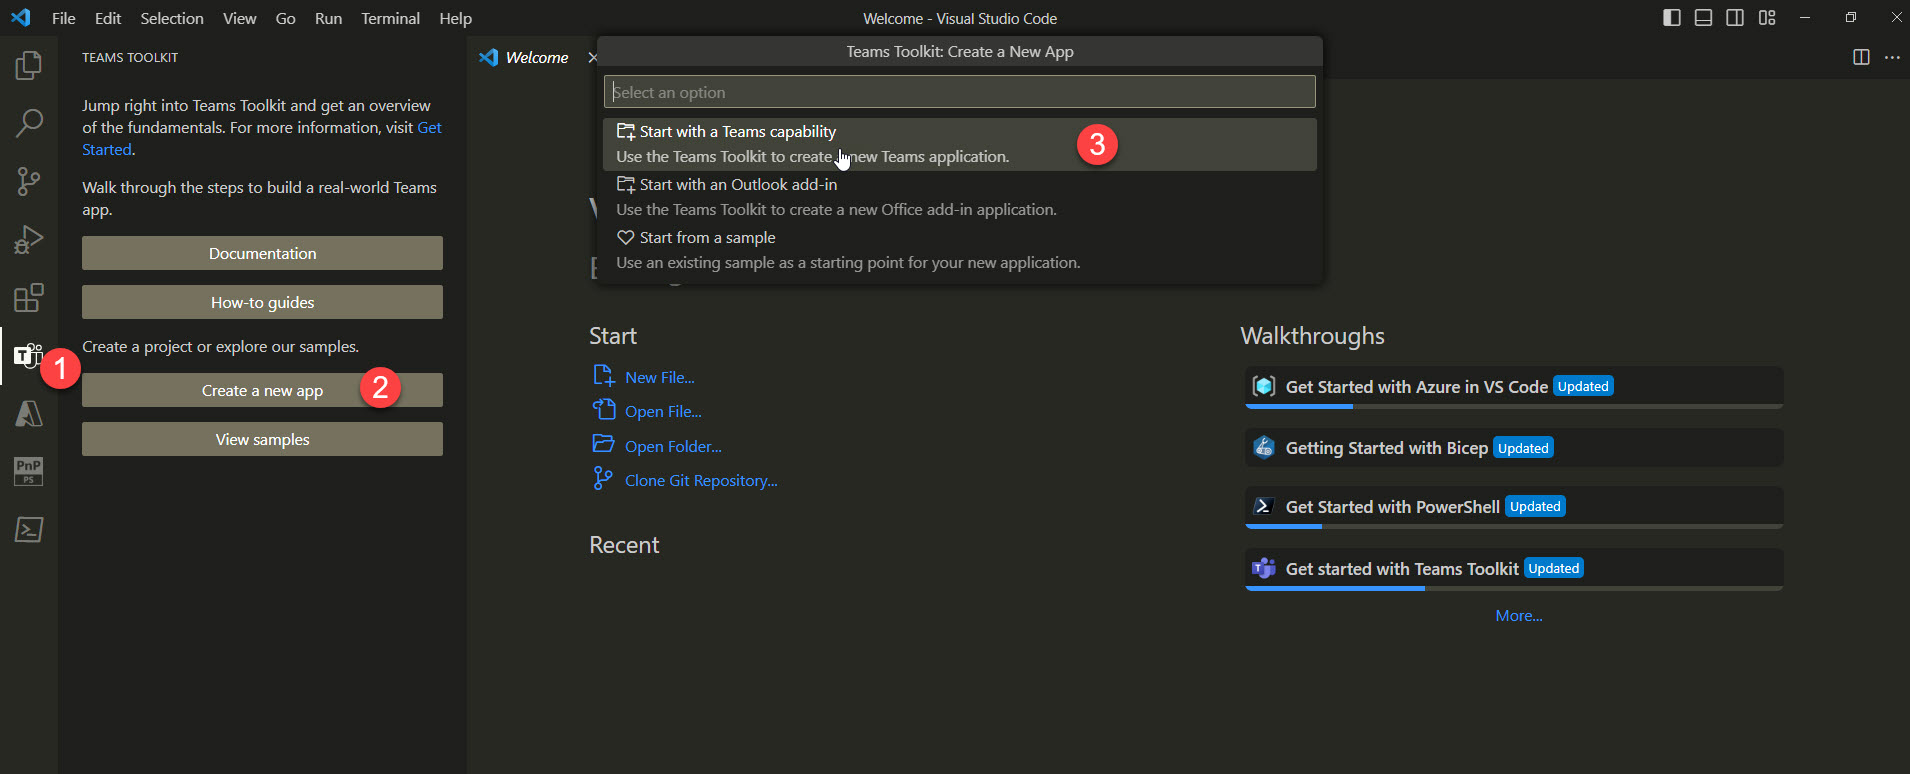 File Edit Selection View Go Run Terminal Help
Welcome - Visual Studio Code
TEAMS TOOLKIT
Jump right into Teams Toolkit and get an overview
of the fundamentals. For more information, visit Get
Started.
Walk through the steps to build a real-world Teams
app.
Documentation
How-to guides
Create a project or explore our samples.
1
Create a new app
2
View samples
T
PnP
PS
Welcome
Teams Toolkit: Create a New App
Select an option
Start with a Teams capability
Use the Teams Toolkit to create new Teams application.
3
Start with an Outlook add-in
Use the Teams Toolkit to create a new Office add-in application.
Start from a sample
Use an existing sample as a starting point for your new application.
Start
New File...
Open File...
Open Folder...
Clone Git Repository...
Recent
Walkthroughs
Get Started with Azure in VS Code Updated
Getting Started with Bicep Updated
Get Started with PowerShell Updated
Get started with Teams Toolkit Updated
More...